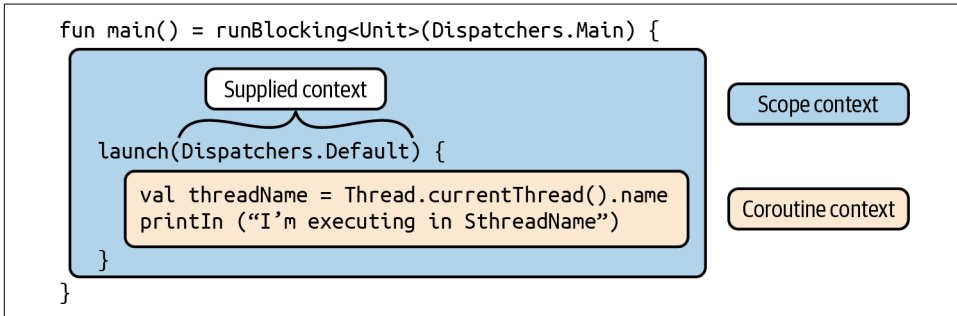 fun main() = runBlocking<Unit>(Dispatchers.Main) {
Supplied context
Scope context
launch(Dispatchers.Default) {
val threadName = Thread.currentThread().name
printIn (“I’m executing in SthreadName”)
Coroutine context
}
}